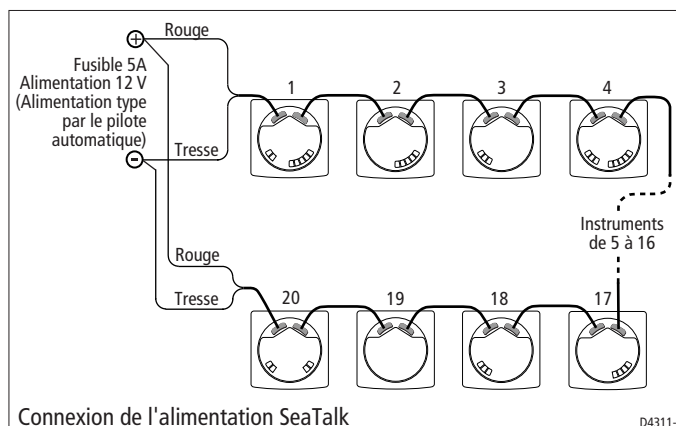 Rouge
Fusible 5A
Alimentation 12 V
(Alimentation type
par le pilote
automatique)
Tresse
1
2
3
4
Instruments
de 5 à 16
Rouge
Tresse
20
19
18
17
Connexion de l'alimentation SeaTalk
D4311-